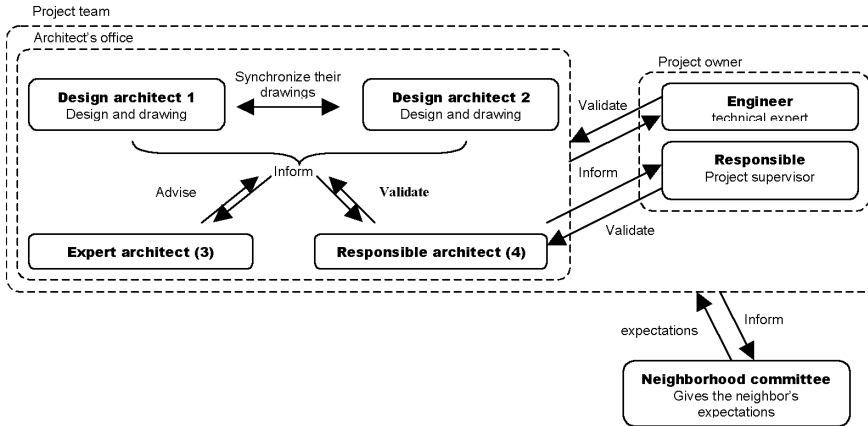 Project team
Architect's office
Project owner
Design architect 1
Design and drawing
Synchronize their
drawings
Design architect 2
Design and drawing
Validate
Engineer
technical expert
Inform
Advise
Validate
Inform
Responsible
Project supervisor
Validate
Expert architect (3)
Responsible architect (4)
expectations
Inform
Neighborhood committee
Gives the neighbor's
expectations